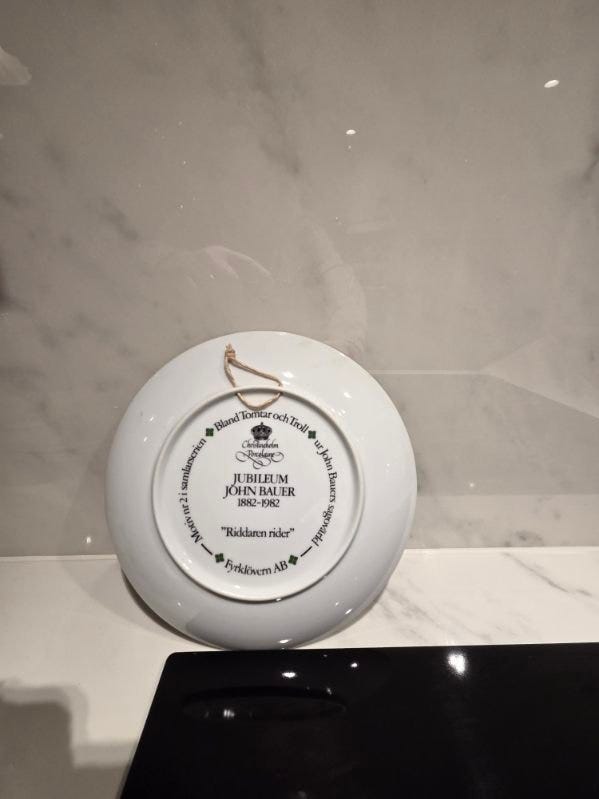 Motiv nr 2 i samlarserien
Bland Tomtar och Troll
ur John Bauers sagovärld
Christineholm
Porcelaine
JUBILEUM
JOHN BAUER
1882-1982
"Riddaren rider"
Fyrklövern AB